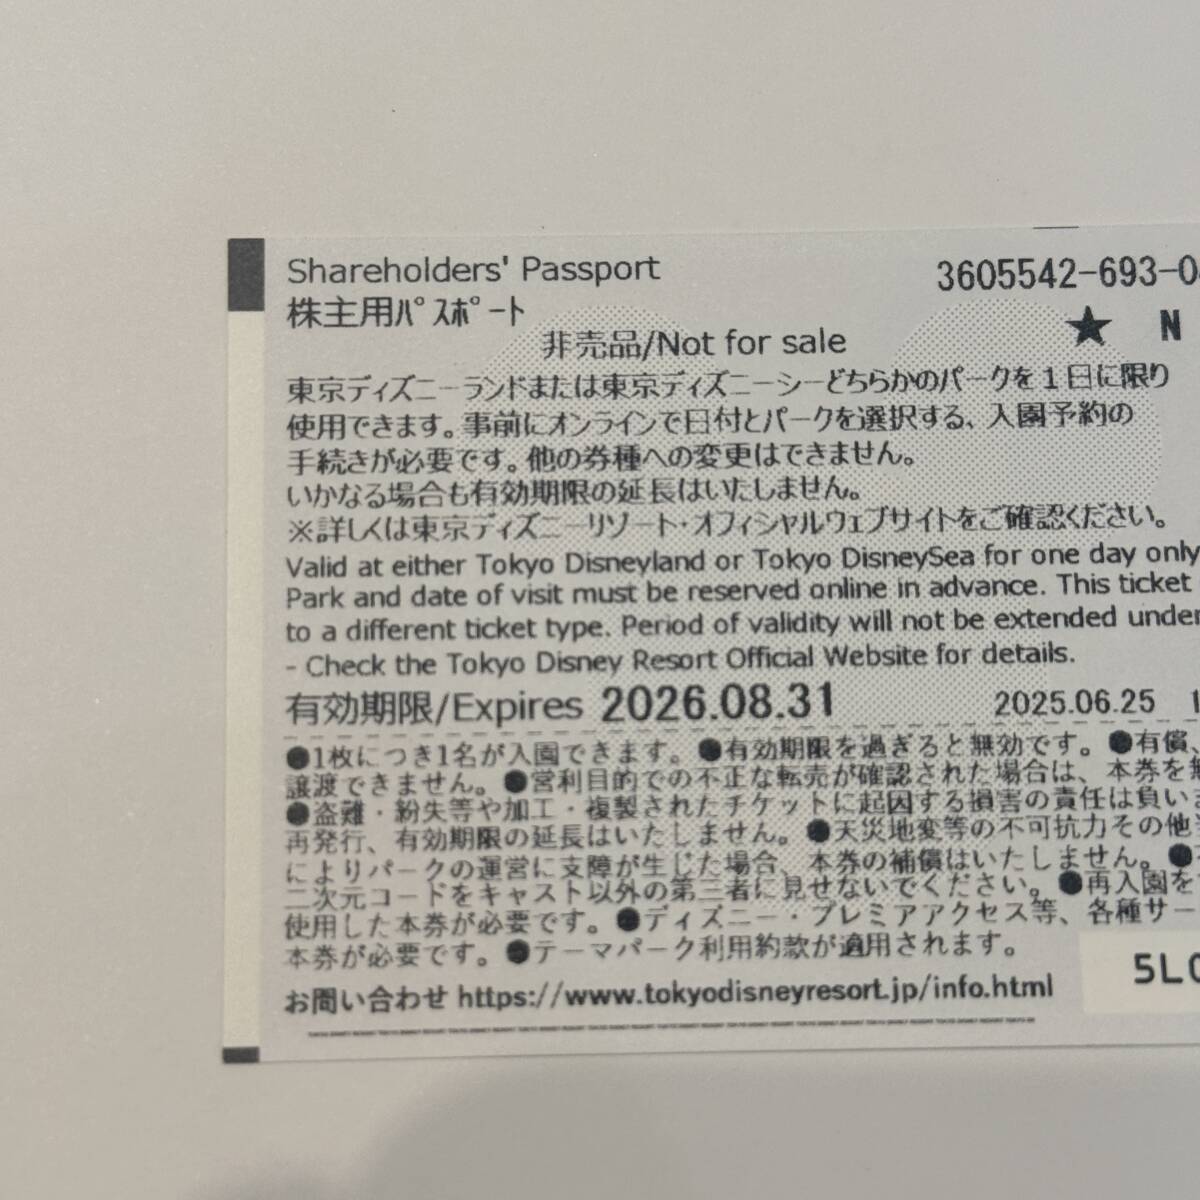 Shareholders' Passport
3605542-693-0
株主用パスポート
★ N
非売品/Not for sale
東京ディズニーランドまたは東京ディズニーシーどちらかのパークを1日に限り
使用できます。事前にオンラインで日付とパークを選択する、入園予約の
手続きが必要です。他の券種への変更はできません。
いかなる場合も有効期限の延長はいたしません。
※詳しくは東京ディズニーリゾート・オフィシャルウェブサイトをご確認ください。
Valid at either Tokyo Disneyland or Tokyo DisneySea for one day only
Park and date of visit must be reserved online in advance. This ticket
to a different ticket type. Period of validity will not be extended under
- Check the Tokyo Disney Resort Official Website for details.
有効期限/Expires 2026.08.31
2025.06.25
●1枚につき1名が入園できます。●有効期限を過ぎると無効です。●有償、
譲渡できません。●営利目的での不正な転売が確認された場合は、本券を無
●盗難・紛失等や加工・複製されたチケットに起因する損害の責任は負い
再発行、有効期限の延長はいたしません。●天災地変等の不可抗力その他
によりパークの運営に支障が生じた場合、本券の補償はいたしません。●
二次元コードをキャスト以外の第三者に見せないでください。●再入園を
使用した本券が必要です。●ディズニー・プレミアアクセス等、各種サー
本券が必要です。●テーマパーク利用約款が適用されます。
お問い合わせ https://www.tokyodisneyresort.jp/info.html
5L0